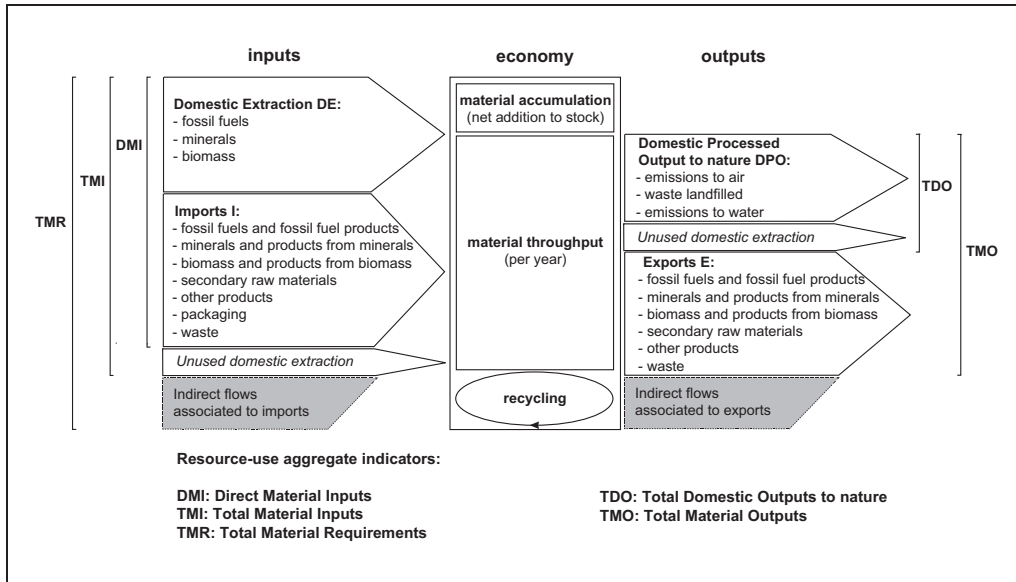 inputs
economy
outputs
TMR
TMI
DMI
Domestic Extraction DE:
- fossil fuels
- minerals
- biomass
Imports I:
- fossil fuels and fossil fuel products
- minerals and products from minerals
- biomass and products from biomass
- secondary raw materials
- other products
- packaging
- waste
Unused domestic extraction
Indirect flows
associated to imports
material accumulation
(net addition to stock)
material throughput
(per year)
recycling
Domestic Processed
Output to nature DPO:
- emissions to air
- waste landfilled
- emissions to water
Unused domestic extraction
Exports E:
- fossil fuels and fossil fuel products
- minerals and products from minerals
- biomass and products from biomass
- secondary raw materials
- other products
- waste
Indirect flows
associated to exports
TDO
TMO
Resource-use aggregate indicators:
DMI: Direct Material Inputs
TMI: Total Material Inputs
TMR: Total Material Requirements
TDO: Total Domestic Outputs to nature
TMO: Total Material Outputs